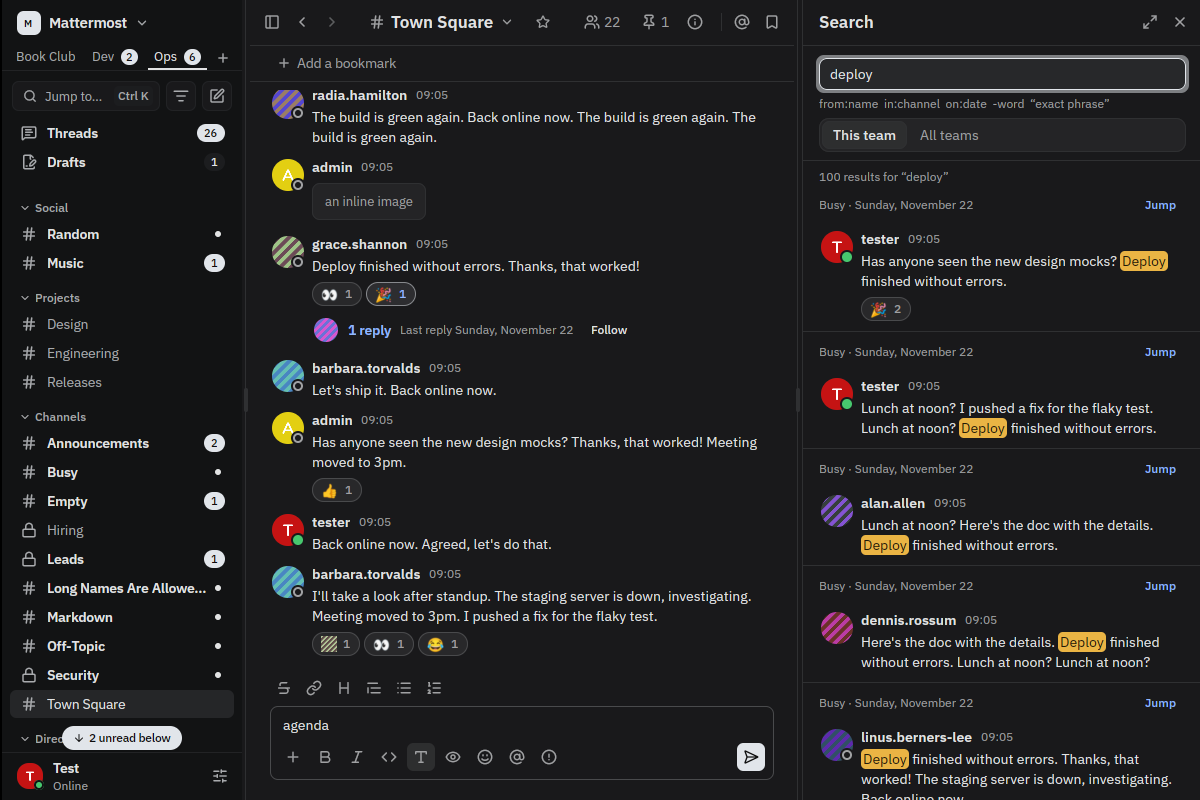 M Mattermost
Book Club Dev 2 Ops 6
Jump to... Ctrl K
Threads 26
Drafts 1
Social
Random
Music 1
Projects
Design
Engineering
Releases
Channels
Announcements 2
Busy
Empty 1
Hiring
Leads 1
Long Names Are Allowe...
Markdown
Off-Topic
Security
Town Square
Direc
2 unread below
T Test
Online
# Town Square 22 1
Add a bookmark
radia.hamilton 09:05
The build is green again. Back online now. The build is green again. The
build is green again.
A admin 09:05
an inline image
grace.shannon 09:05
Deploy finished without errors. Thanks, that worked!
👀 1 🎉 1
1 reply Last reply Sunday, November 22 Follow
barbara.torvalds 09:05
Let's ship it. Back online now.
A admin 09:05
Has anyone seen the new design mocks? Thanks, that worked! Meeting
moved to 3pm.
👍 1
T tester 09:05
Back online now. Agreed, let's do that.
barbara.torvalds 09:05
I'll take a look after standup. The staging server is down, investigating.
Meeting moved to 3pm. I pushed a fix for the flaky test.
1 👀 1 😂 1
agenda
Search
deploy
from:name in:channel on:date -word “exact phrase”
This team All teams
100 results for “deploy”
Busy · Sunday, November 22 Jump
T tester 09:05
Has anyone seen the new design mocks? Deploy
finished without errors.
🎉 2
Busy · Sunday, November 22 Jump
T tester 09:05
Lunch at noon? I pushed a fix for the flaky test.
Lunch at noon? Deploy finished without errors.
Busy · Sunday, November 22 Jump
alan.allen 09:05
Lunch at noon? Here's the doc with the details.
Deploy finished without errors.
Busy · Sunday, November 22 Jump
dennis.rossum 09:05
Here's the doc with the details. Deploy finished
without errors. Lunch at noon? Lunch at noon?
Busy · Sunday, November 22 Jump
linus.berners-lee 09:05
Deploy finished without errors. Thanks, that
worked! The staging server is down, investigating.
Back online now.